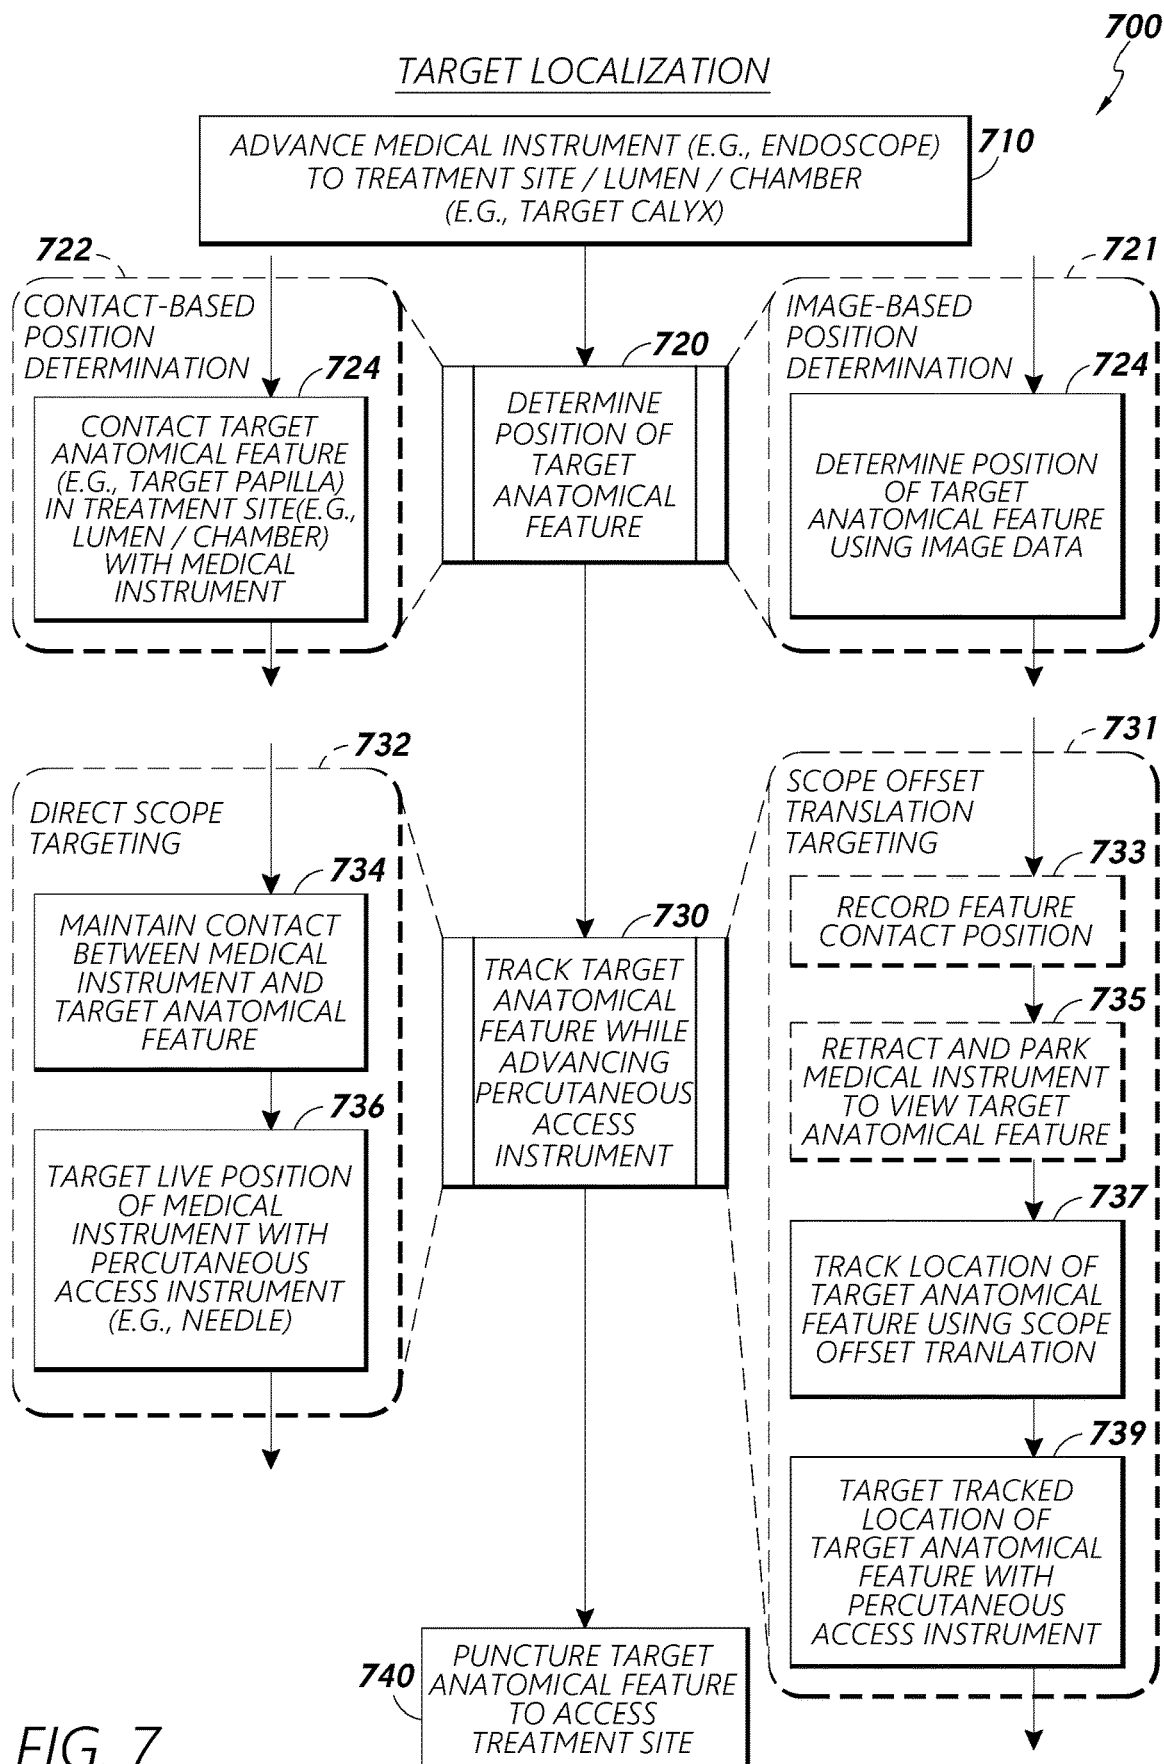 700
TARGET LOCALIZATION
ADVANCE MEDICAL INSTRUMENT (E.G., ENDOSCOPE)
TO TREATMENT SITE / LUMEN / CHAMBER
(E.G., TARGET CALYX)
710
722
CONTACT-BASED
POSITION
DETERMINATION
724
CONTACT TARGET
ANATOMICAL FEATURE
(E.G., TARGET PAPILLA)
IN TREATMENT SITE(E.G.,
LUMEN / CHAMBER)
WITH MEDICAL
INSTRUMENT
720
DETERMINE
POSITION OF
TARGET
ANATOMICAL
FEATURE
721
IMAGE-BASED
POSITION
DETERMINATION
724
DETERMINE POSITION
OF TARGET
ANATOMICAL FEATURE
USING IMAGE DATA
732
DIRECT SCOPE
TARGETING
734
MAINTAIN CONTACT
BETWEEN MEDICAL
INSTRUMENT AND
TARGET ANATOMICAL
FEATURE
736
TARGET LIVE POSITION
OF MEDICAL
INSTRUMENT WITH
PERCUTANEOUS
ACCESS INSTRUMENT
(E.G., NEEDLE)
730
TRACK TARGET
ANATOMICAL
FEATURE WHILE
ADVANCING
PERCUTANEOUS
ACCESS
INSTRUMENT
731
SCOPE OFFSET
TRANSLATION
TARGETING
733
RECORD FEATURE
CONTACT POSITION
735
RETRACT AND PARK
MEDICAL INSTRUMENT
TO VIEW TARGET
ANATOMICAL FEATURE
737
TRACK LOCATION OF
TARGET ANATOMICAL
FEATURE USING SCOPE
OFFSET TRANLATION
739
TARGET TRACKED
LOCATION OF
TARGET ANATOMICAL
FEATURE WITH
PERCUTANEOUS
ACCESS INSTRUMENT
740
PUNCTURE TARGET
ANATOMICAL FEATURE
TO ACCESS
TREATMENT SITE
FIG. 7